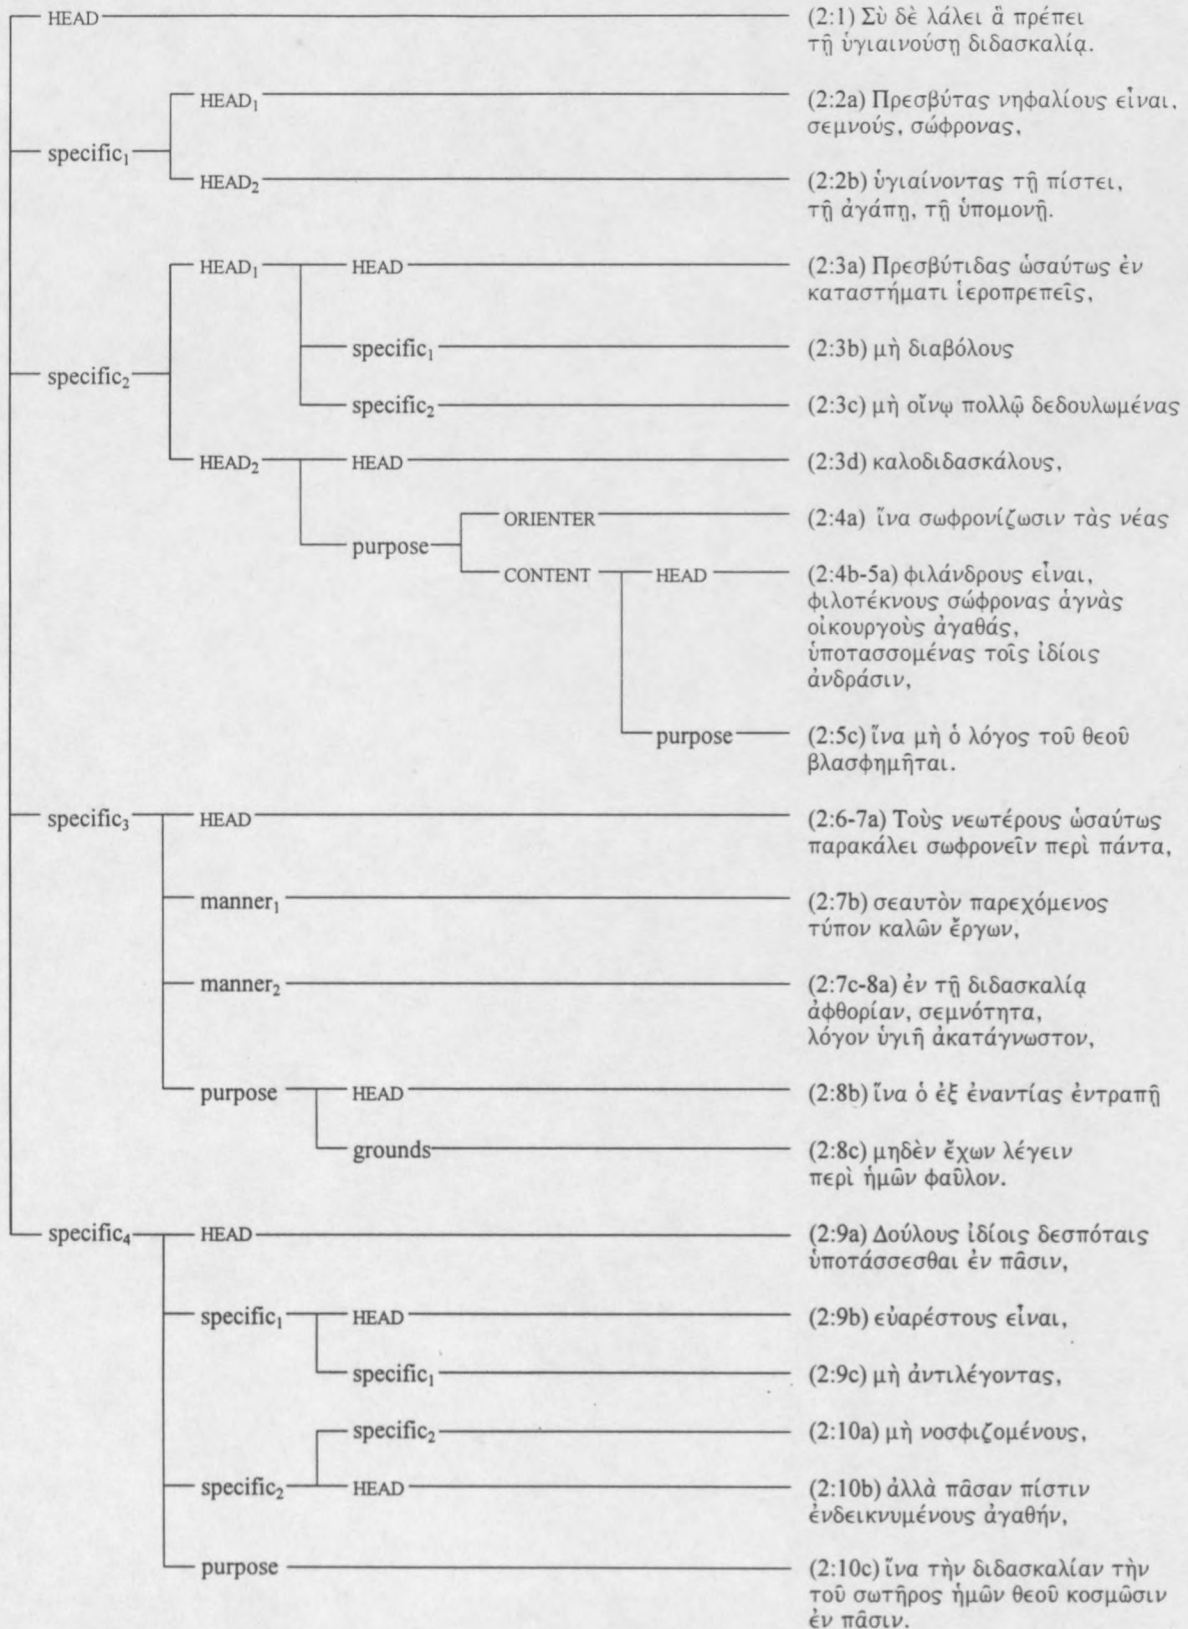 HEAD (2:1) Σὺ δὲ λάλει ἃ πρέπει
τῇ ὑγιαινούσῃ διδασκαλίᾳ.
HEAD₁ (2:2a) Πρεσβύτας νηφαλίους εἶναι,
σεμνούς, σώφρονας,
specific₁
HEAD₂ (2:2b) ὑγιαίνοντας τῇ πίστει,
τῇ ἀγάπῃ, τῇ ὑπομονῇ.
HEAD₁ HEAD (2:3a) Πρεσβύτιδας ὡσαύτως ἐν
καταστήματι ἱεροπρεπεῖς,
specific₁ (2:3b) μὴ διαβόλους
specific₂
specific₂ (2:3c) μὴ οἴνῳ πολλῷ δεδουλωμένας
HEAD₂ HEAD (2:3d) καλοδιδασκάλους,
ORIENTER (2:4a) ἵνα σωφρονίζωσιν τὰς νέας
purpose
CONTENT HEAD (2:4b-5a) φιλάνδρους εἶναι,
φιλοτέκνους σώφρονας ἁγνὰς
οἰκουργοὺς ἀγαθάς,
ὑποτασσομένας τοῖς ἰδίοις
ἀνδράσιν,
purpose (2:5c) ἵνα μὴ ὁ λόγος τοῦ θεοῦ
βλασφημῆται.
specific₃ HEAD (2:6-7a) Τοὺς νεωτέρους ὡσαύτως
παρακάλει σωφρονεῖν περὶ πάντα,
manner₁ (2:7b) σεαυτὸν παρεχόμενος
τύπον καλῶν ἔργων,
manner₂ (2:7c-8a) ἐν τῇ διδασκαλίᾳ
ἀφθορίαν, σεμνότητα,
λόγον ὑγιῆ ἀκατάγνωστον,
purpose HEAD (2:8b) ἵνα ὁ ἐξ ἐναντίας ἐντραπῇ
grounds (2:8c) μηδὲν ἔχων λέγειν
περὶ ἡμῶν φαῦλον.
specific₄ HEAD (2:9a) Δούλους ἰδίοις δεσπόταις
ὑποτάσσεσθαι ἐν πᾶσιν,
specific₁ HEAD (2:9b) εὐαρέστους εἶναι,
specific₁ (2:9c) μὴ ἀντιλέγοντας,
specific₂ (2:10a) μὴ νοσφιζομένους,
specific₂ HEAD (2:10b) ἀλλὰ πᾶσαν πίστιν
ἐνδεικνυμένους ἀγαθήν,
purpose (2:10c) ἵνα τὴν διδασκαλίαν τὴν
τοῦ σωτῆρος ἡμῶν θεοῦ κοσμῶσιν
ἐν πᾶσιν.